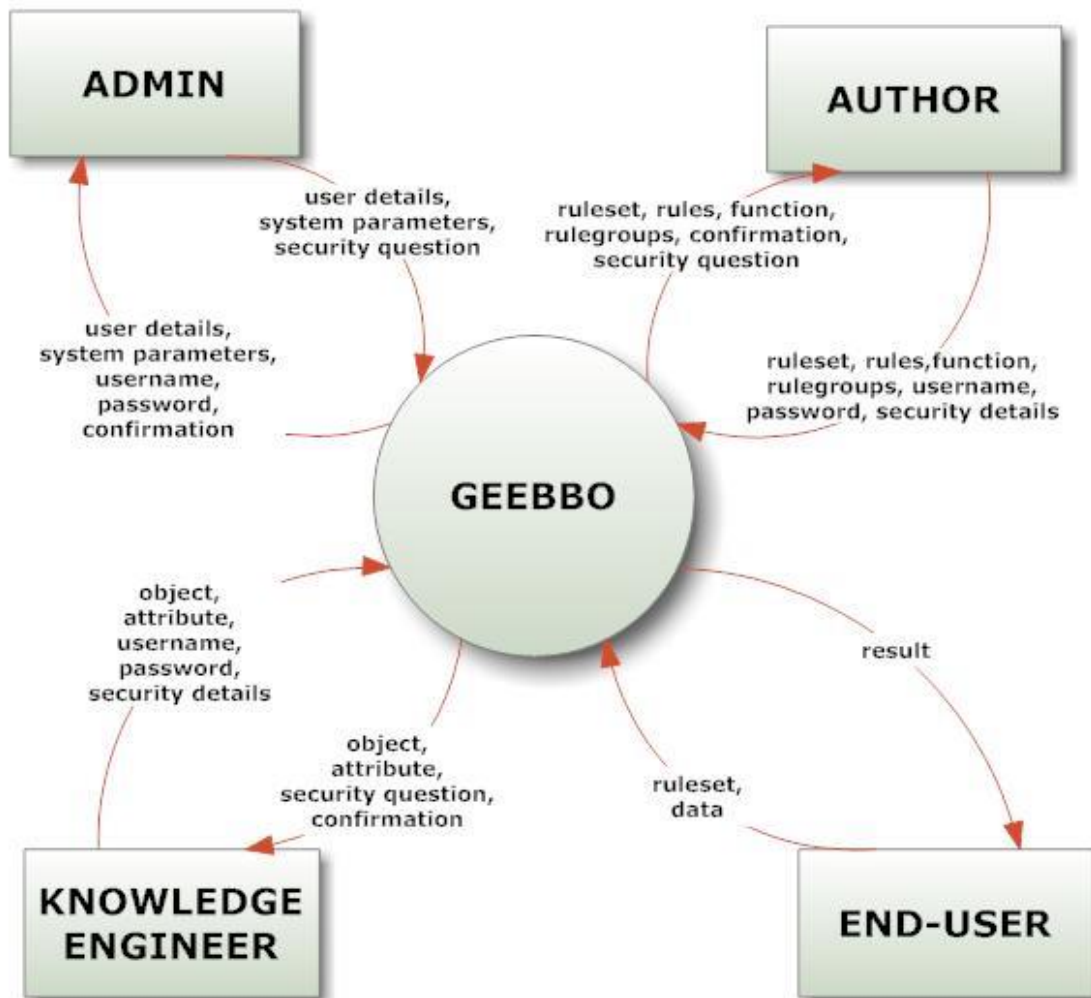 ADMIN
AUTHOR
user details,
system parameters,
security question
ruleset, rules, function,
rulegroups, confirmation,
security question
user details,
system parameters,
username,
password,
confirmation
ruleset, rules,function,
rulegroups, username,
password, security details
GEEBBO
object,
attribute,
username,
password,
security details
result
object,
attribute,
security question,
confirmation
ruleset,
data
KNOWLEDGE
ENGINEER
END-USER